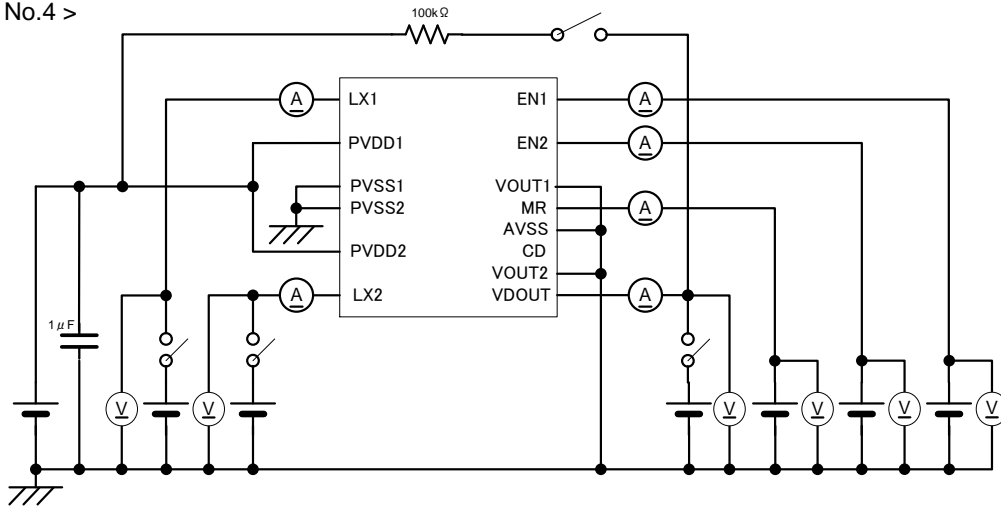 No.4 >
100kΩ
A
LX1
EN1
A
PVDD1
EN2
A
PVSS1
VOUT1
PVSS2
MR
A
AVSS
PVDD2
CD
VOUT2
A
LX2
VDOUT
A
1μF
V
V
V
V
V
V